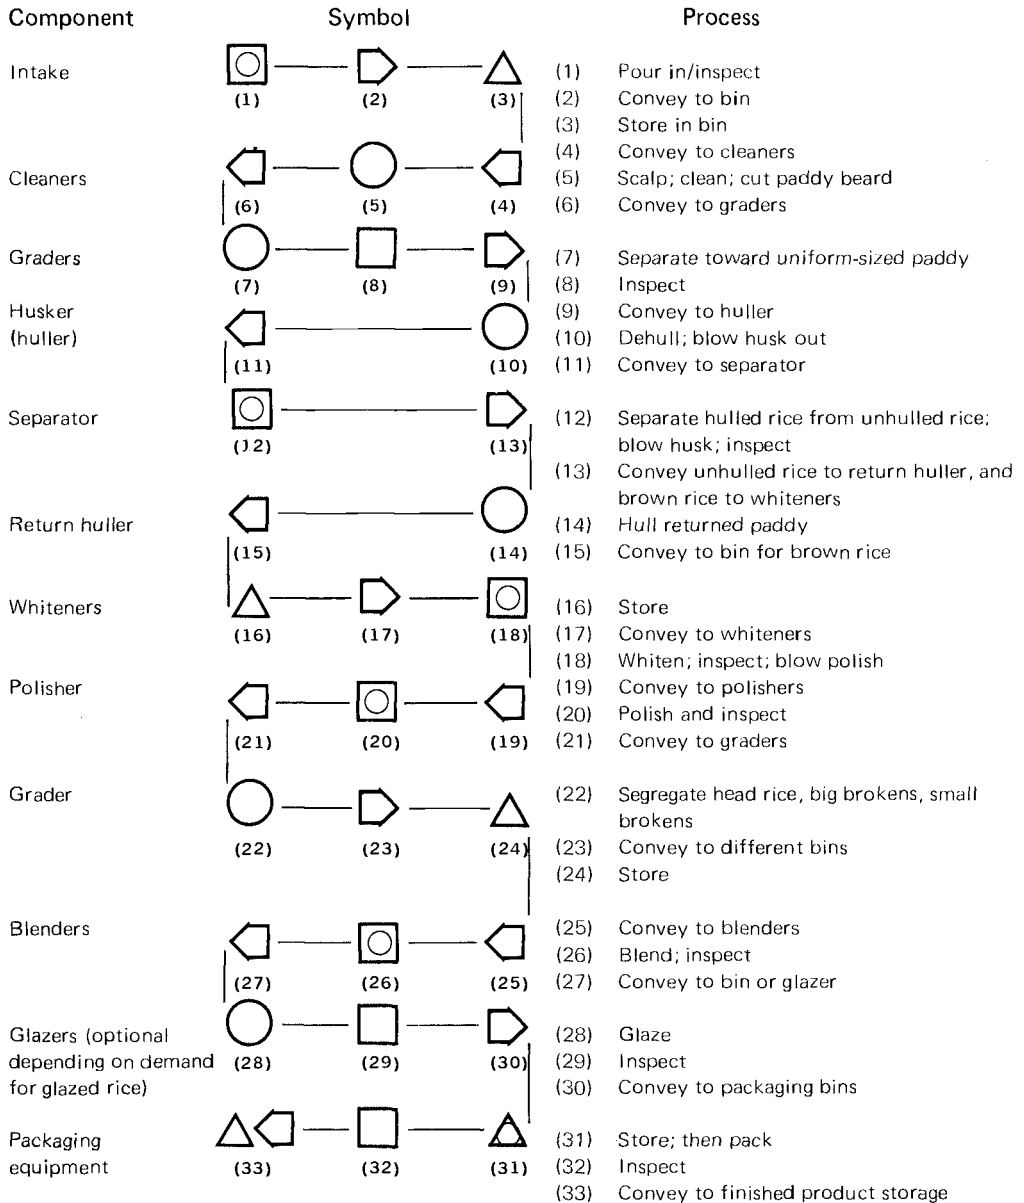 Component Symbol Process
Intake
(1) (2) (3)
(1) Pour in/inspect
(2) Convey to bin
(3) Store in bin
Cleaners
(6) (5) (4)
(4) Convey to cleaners
(5) Scalp; clean; cut paddy beard
(6) Convey to graders
Graders
(7) (8) (9)
(7) Separate toward uniform-sized paddy
(8) Inspect
(9) Convey to huller
Husker
(huller)
(11) (10)
(10) Dehull; blow husk out
(11) Convey to separator
Separator
(12) (13)
(12) Separate hulled rice from unhulled rice;
blow husk; inspect
(13) Convey unhulled rice to return huller, and
brown rice to whiteners
Return huller
(15) (14)
(14) Hull returned paddy
(15) Convey to bin for brown rice
Whiteners
(16) (17) (18)
(16) Store
(17) Convey to whiteners
(18) Whiten; inspect; blow polish
Polisher
(21) (20) (19)
(19) Convey to polishers
(20) Polish and inspect
(21) Convey to graders
Grader
(22) (23) (24)
(22) Segregate head rice, big brokens, small
brokens
(23) Convey to different bins
(24) Store
Blenders
(27) (26) (25)
(25) Convey to blenders
(26) Blend; inspect
(27) Convey to bin or glazer
Glazers (optional
depending on demand
for glazed rice)
(28) (29) (30)
(28) Glaze
(29) Inspect
(30) Convey to packaging bins
Packaging
equipment
(33) (32) (31)
(31) Store; then pack
(32) Inspect
(33) Convey to finished product storage